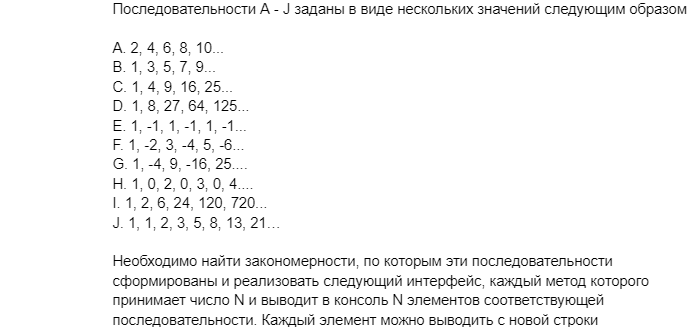 Последовательности A - J заданы в виде нескольких значений следующим образом
A. 2, 4, 6, 8, 10...
B. 1, 3, 5, 7, 9...
C. 1, 4, 9, 16, 25...
D. 1, 8, 27, 64, 125...
E. 1, -1, 1, -1, 1, -1...
F. 1, -2, 3, -4, 5, -6...
G. 1, -4, 9, -16, 25....
H. 1, 0, 2, 0, 3, 0, 4....
I. 1, 2, 6, 24, 120, 720...
J. 1, 1, 2, 3, 5, 8, 13, 21…
Необходимо найти закономерности, по которым эти последовательности
сформированы и реализовать следующий интерфейс, каждый метод которого
принимает число N и выводит в консоль N элементов соответствующей
последовательности. Каждый элемент можно выводить с новой строки